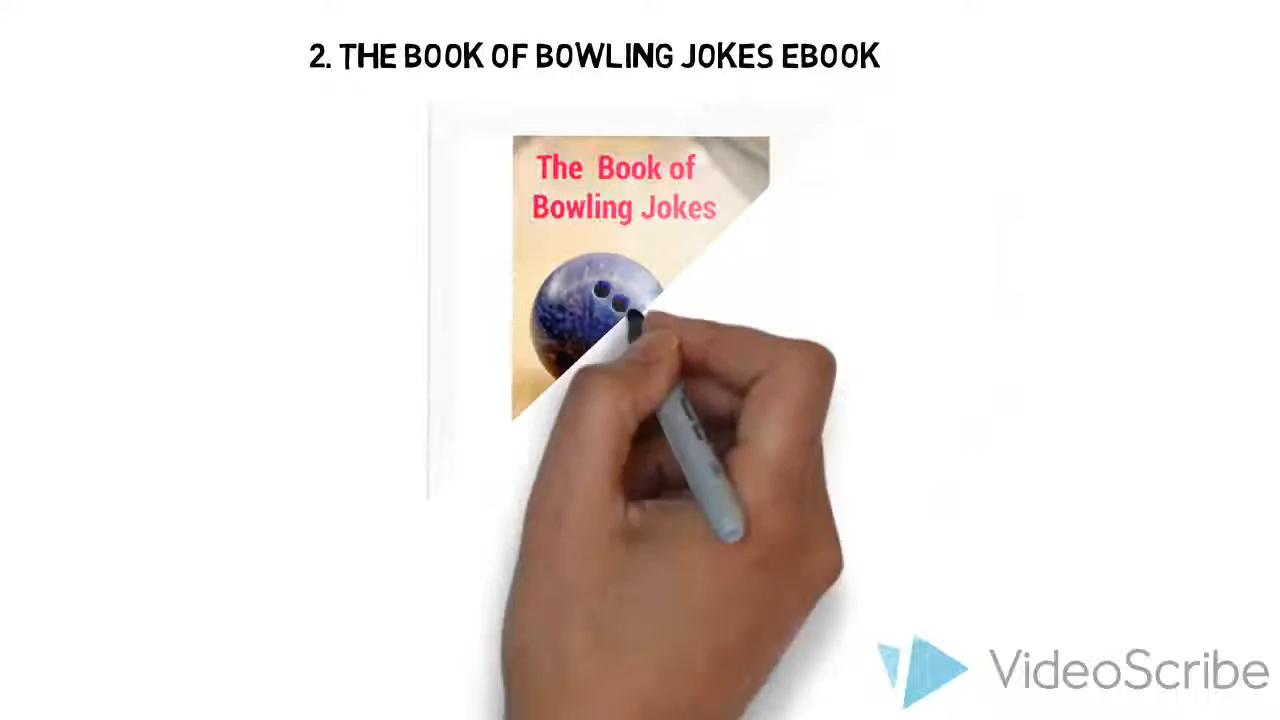 2. THE BOOK OF BOWLING JOKES EBOOK
The Book of
Bowling Jokes
VideoScribe